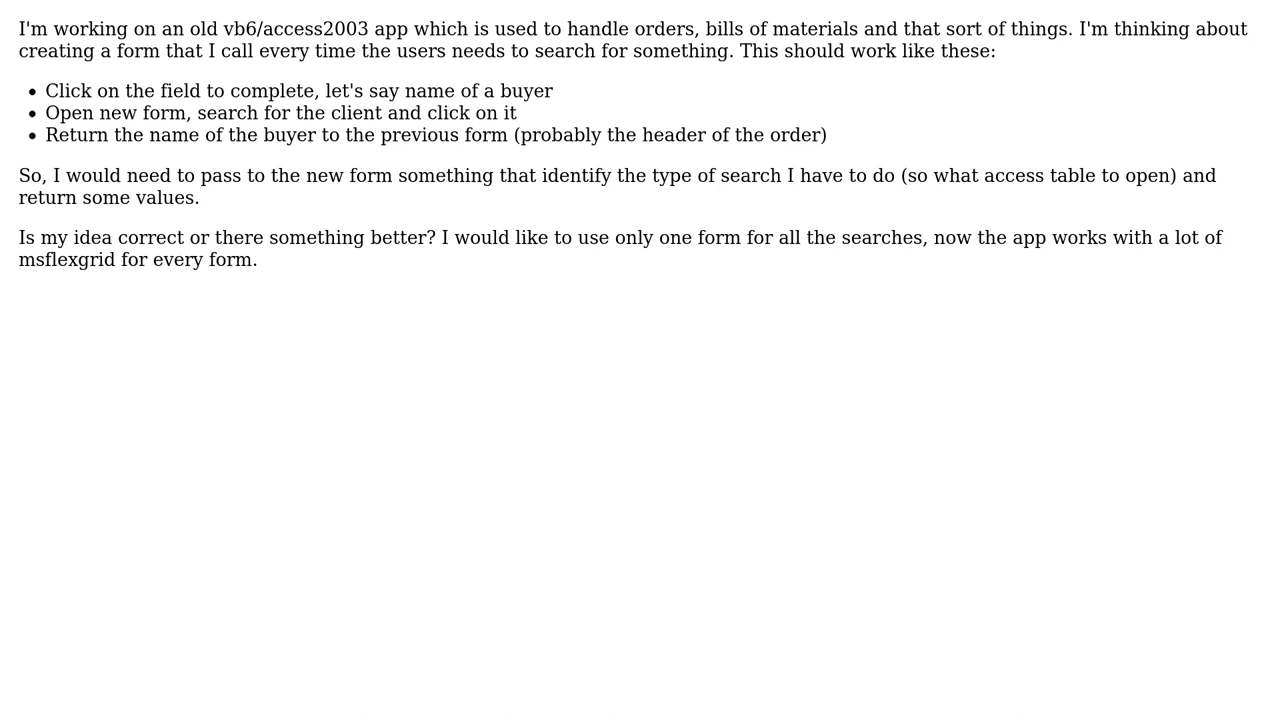 I'm working on an old vb6/access2003 app which is used to handle orders, bills of materials and that sort of things. I'm thinking about
creating a form that I call every time the users needs to search for something. This should work like these:
• Click on the field to complete, let's say name of a buyer
• Open new form, search for the client and click on it
• Return the name of the buyer to the previous form (probably the header of the order)
So, I would need to pass to the new form something that identify the type of search I have to do (so what access table to open) and
return some values.
Is my idea correct or there something better? I would like to use only one form for all the searches, now the app works with a lot of
msflexgrid for every form.